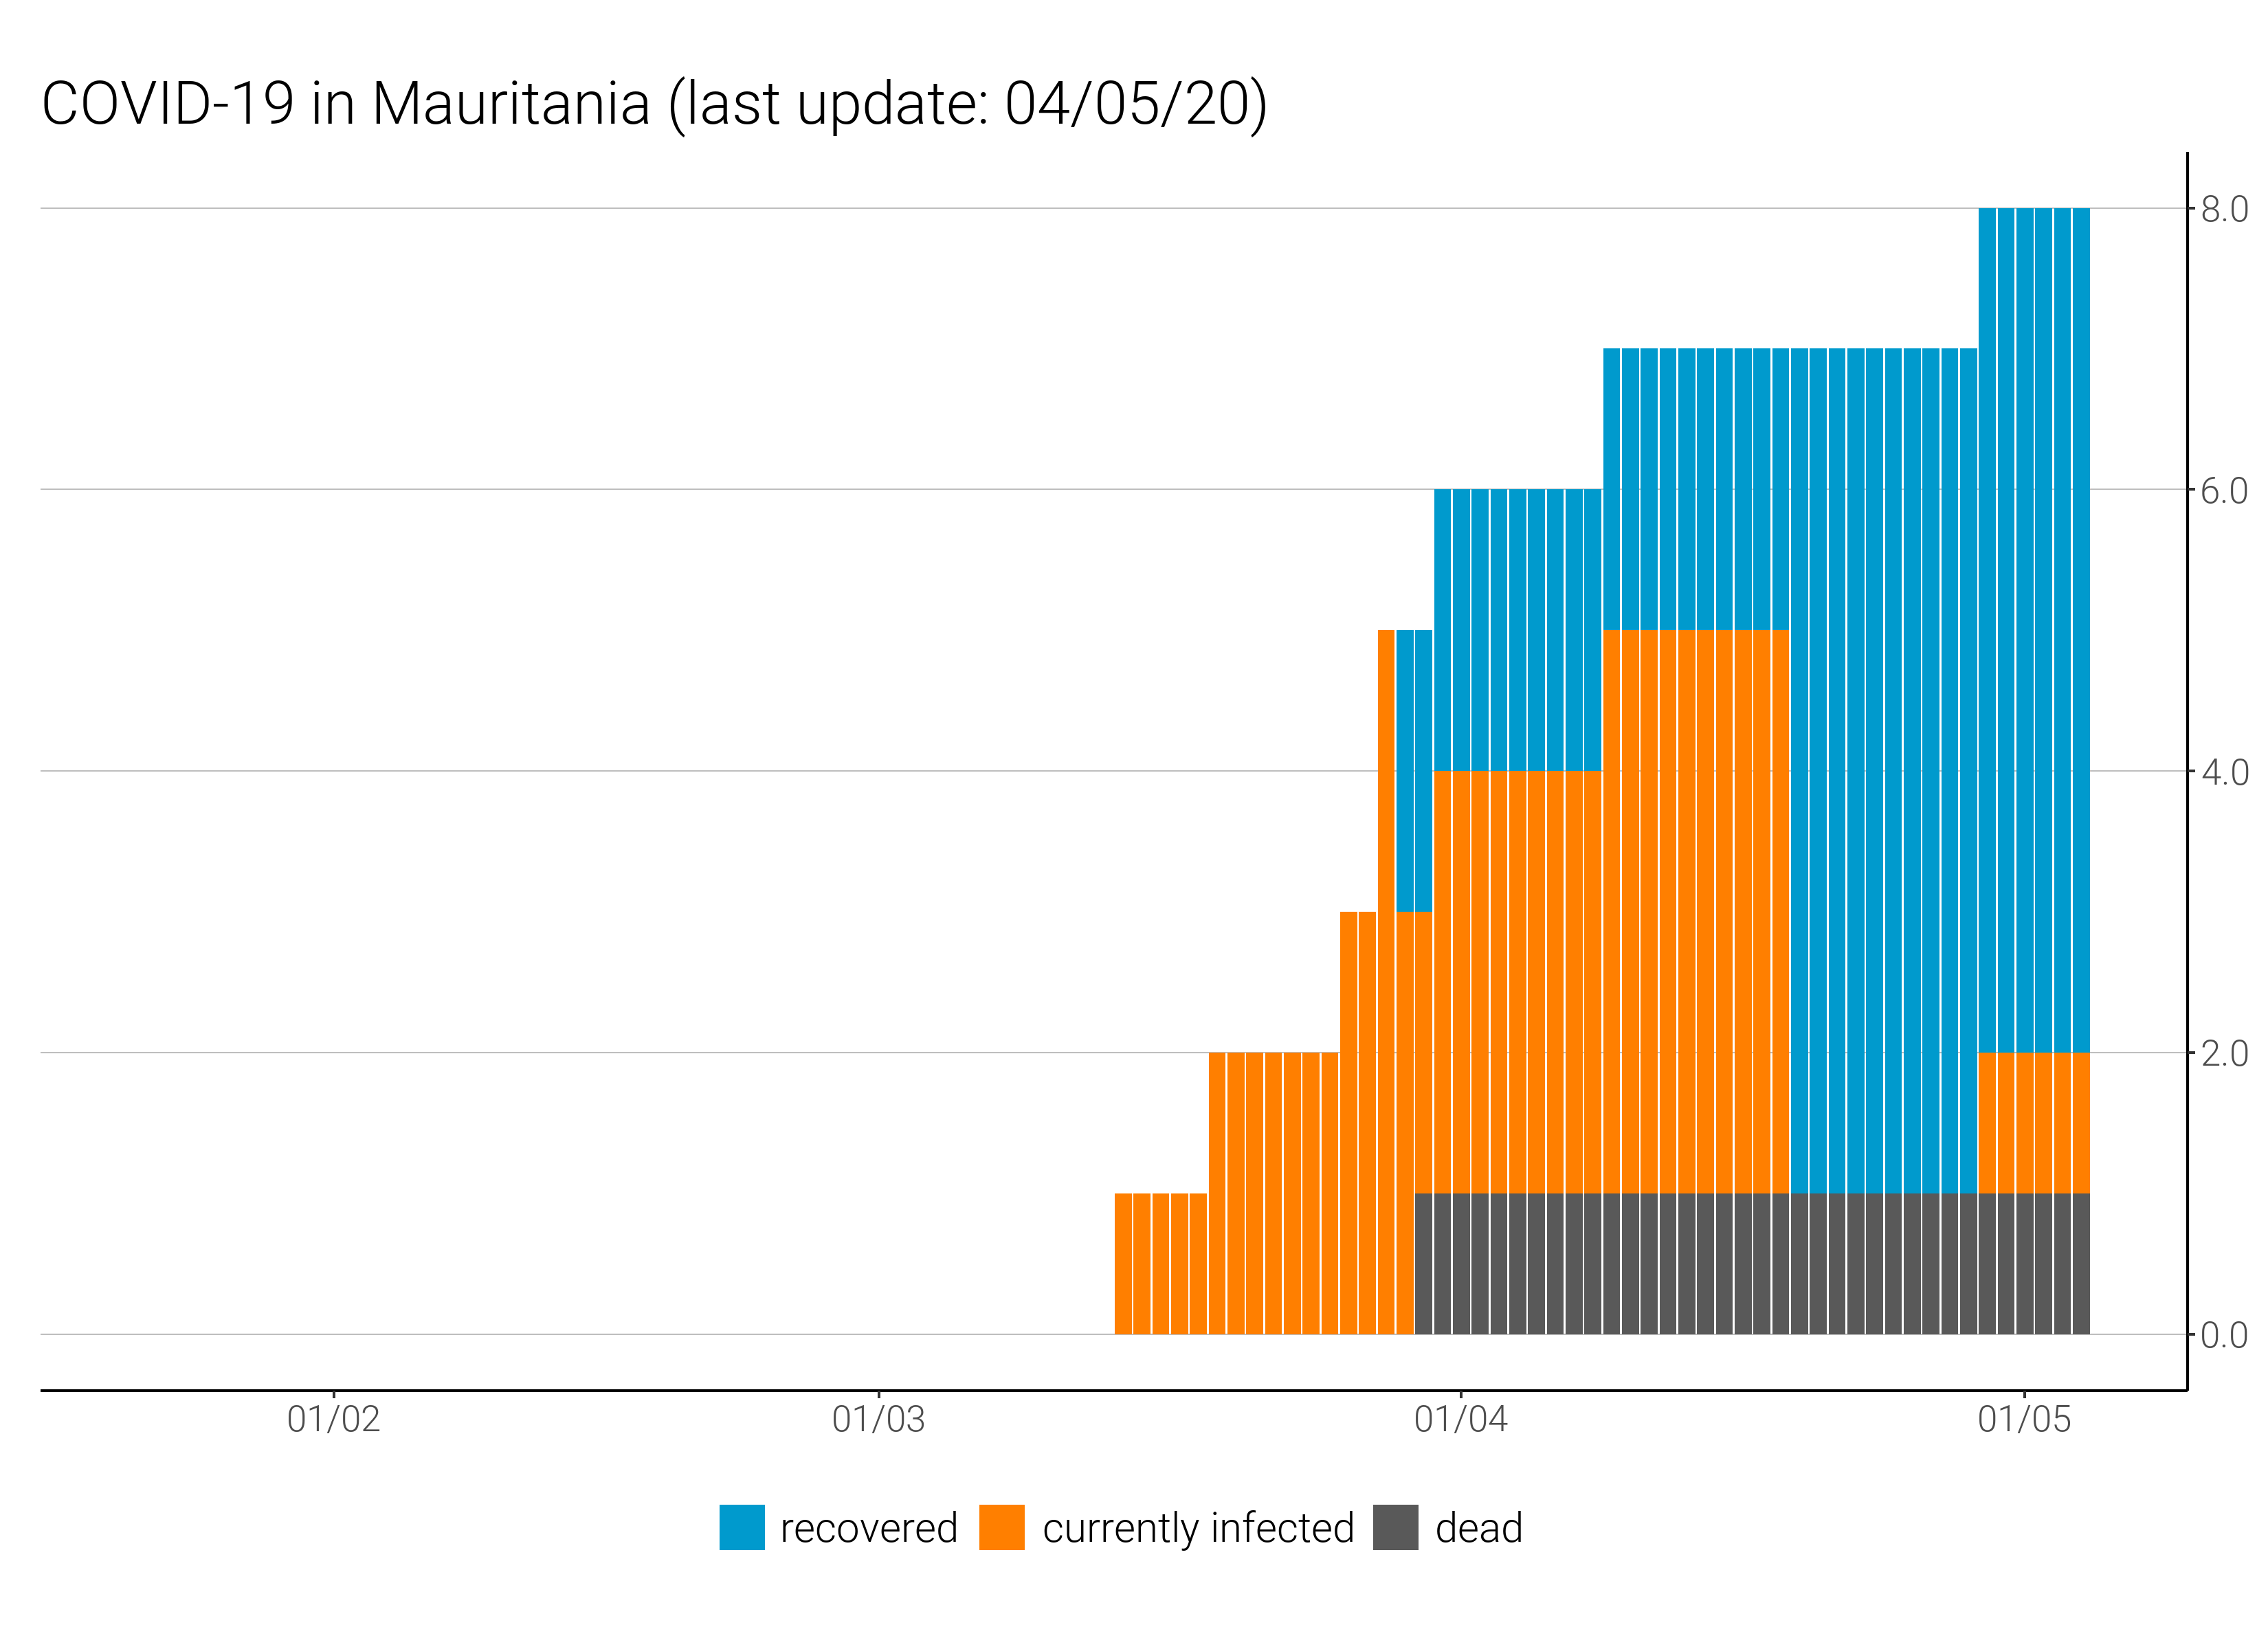 COVID-19 in Mauritania (last update: 04/05/20)
8.0
6.0
4.0
2.0
0.0
01/02 01/03 01/04 01/05
recovered currently infected dead